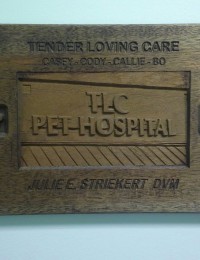 TENDER LOVING CARE
CASEY - CODY - CALLIE - BO
TLC
PET-HOSPITAL
JULIE E. STRIEKERT DVM